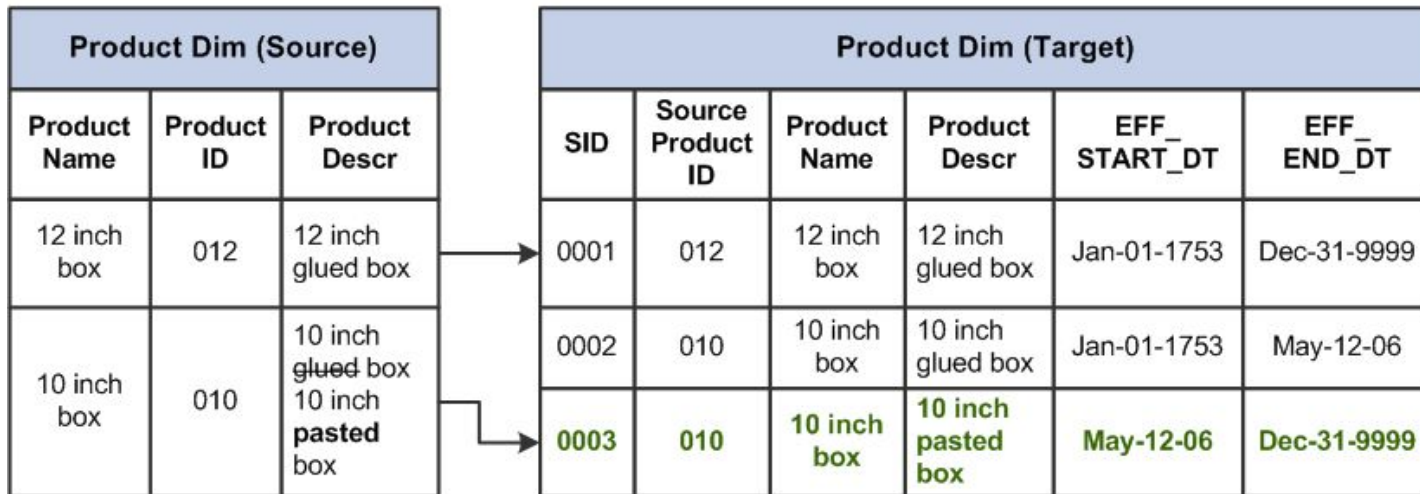 Product Dim (Source)
Product Name
Product ID
Product Descr
12 inch box
012
12 inch glued box
10 inch box
010
10 inch glued box
10 inch pasted box
Product Dim (Target)
SID
Source Product ID
Product Name
Product Descr
EFF_START_DT
EFF_END_DT
0001
012
12 inch box
12 inch glued box
Jan-01-1753
Dec-31-9999
0002
010
10 inch box
10 inch glued box
Jan-01-1753
May-12-06
0003
010
10 inch box
10 inch pasted box
May-12-06
Dec-31-9999